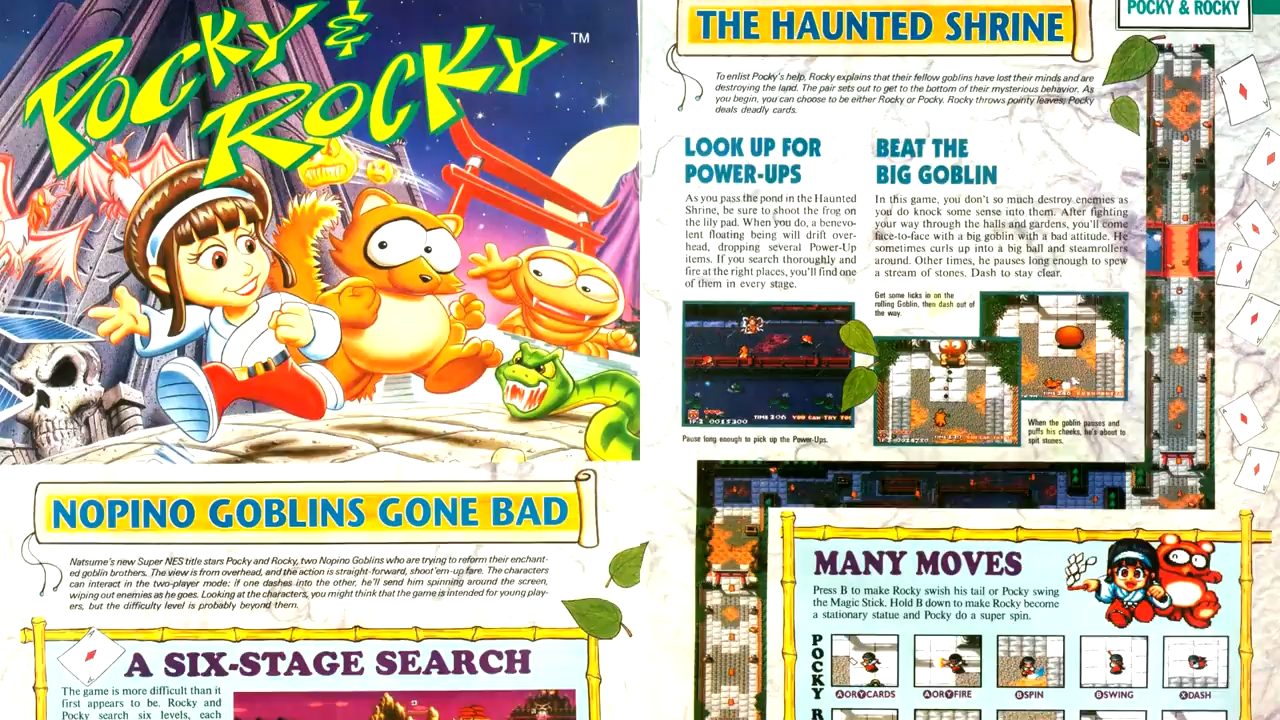 POCKY &
ROCKY™
NOPINO GOBLINS GONE BAD
Natsume's new Super NES title stars Pocky and Rocky, two Nopino Goblins who are trying to reform their enchant-
ed goblin brothers. The view is from overhead, and the action is straight-forward, shoot 'em-up fare. The characters
can interact in the two-player mode: if one dashes into the other, he'll send him spinning around the screen,
wiping out enemies as he goes. Looking at the characters, you might think that the game is intended for young play-
ers, but the difficulty level is probably beyond them.
A SIX-STAGE SEARCH
The game is more difficult than it
first appears to be. Rocky and
Pocky search six levels, each
POCKY & ROCKY
THE HAUNTED SHRINE
To enlist Pocky's help, Rocky explains that their fellow goblins have lost their minds and are
destroying the land. The pair sets out to get to the bottom of their mysterious behavior. As
you begin, you can choose to be either Rocky or Pocky. Rocky throws pointy leaves; Pocky
deals deadly cards.
LOOK UP FOR
POWER-UPS
As you pass the pond in the Haunted
Shrine, be sure to shoot the frog on
the lily pad. When you do, a benevo-
lent floating being will drift over-
head, dropping several Power-Up
items. If you search thoroughly and
fire at the right places, you'll find one
of them in every stage.
TIME 206 YOU CAN TRY TO
1P-2 0015300
Pause long enough to pick up the Power-Ups.
BEAT THE
BIG GOBLIN
In this game, you don't so much destroy enemies as
you do knock some sense into them. After fighting
your way through the halls and gardens, you'll come
face-to-face with a big goblin with a bad attitude. He
sometimes curls up into a big ball and steamrollers
around. Other times, he pauses long enough to spew
a stream of stones. Dash to stay clear.
Get some licks in on the
rolling Goblin, then dash out of
the way.
When the goblin pauses and
puffs his cheeks, he's about to
spit stones.
MANY MOVES
Press B to make Rocky swish his tail or Pocky swing
the Magic Stick. Hold B down to make Rocky become
a stationary statue and Pocky do a super spin.
POCKY
A OR Y CARDS
A OR Y FIRE
B SPIN
B SWING
X DASH
R